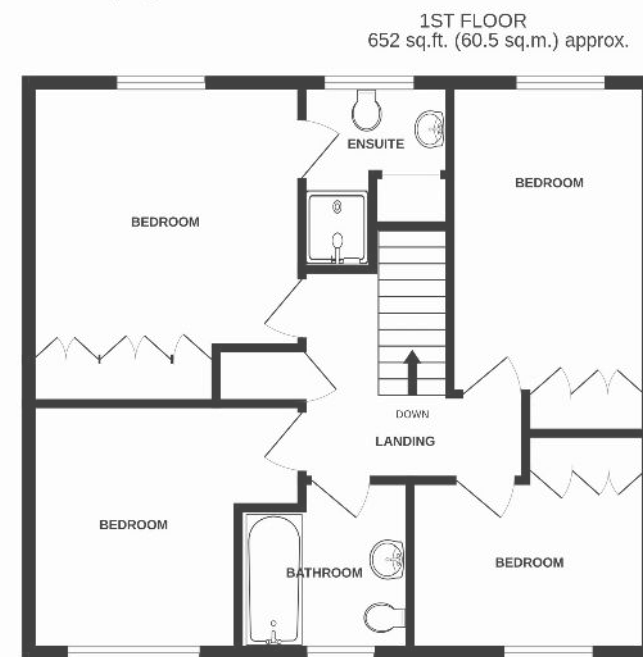 1ST FLOOR
652 sq.ft. (60.5 sq.m.) approx.
ENSUITE
BEDROOM
BEDROOM
DOWN
LANDING
BEDROOM
BEDROOM
BATHROOM